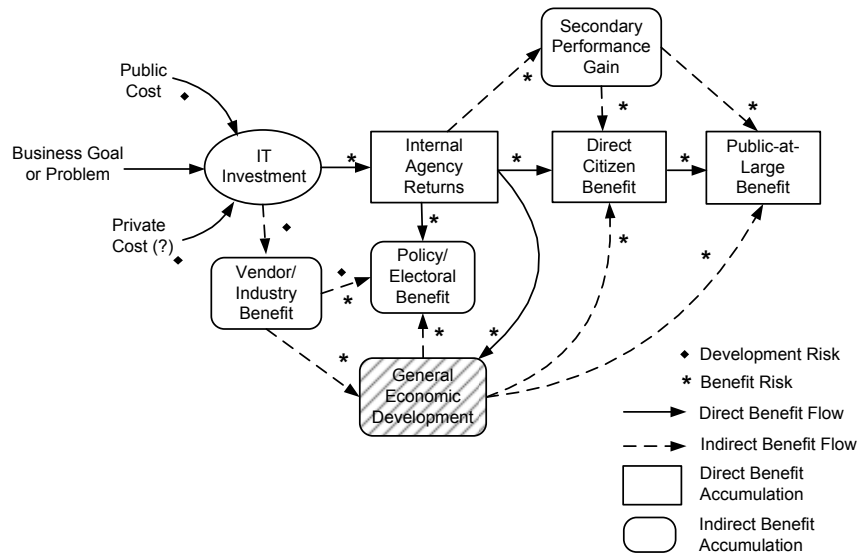 Secondary
Performance
Gain
Public
Cost
Business Goal
or Problem
IT
Investment
Internal
Agency
Returns
Direct
Citizen
Benefit
Public-at-
Large
Benefit
Private
Cost (?)
Vendor/
Industry
Benefit
Policy/
Electoral
Benefit
General
Economic
Development
Development Risk
* Benefit Risk
Direct Benefit Flow
Indirect Benefit Flow
Direct Benefit
Accumulation
Indirect Benefit
Accumulation